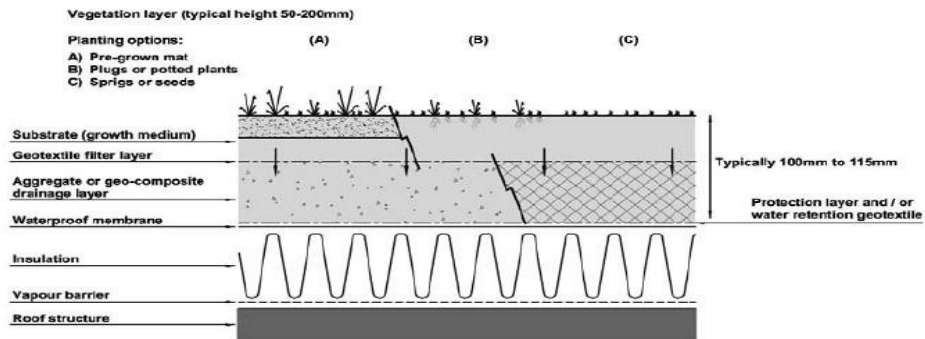 Vegetation layer (typical height 50-200mm)
Planting options:
(A)
(B)
(C)
A) Pre-grown mat
B) Plugs or potted plants
C) Sprigs or seeds
Substrate (growth medium)
Geotextile filter layer
Typically 100mm to 115mm
Aggregate or geo-composite
drainage layer
Protection layer and / or
water retention geotextile
Waterproof membrane
Insulation
Vapour barrier
Roof structure